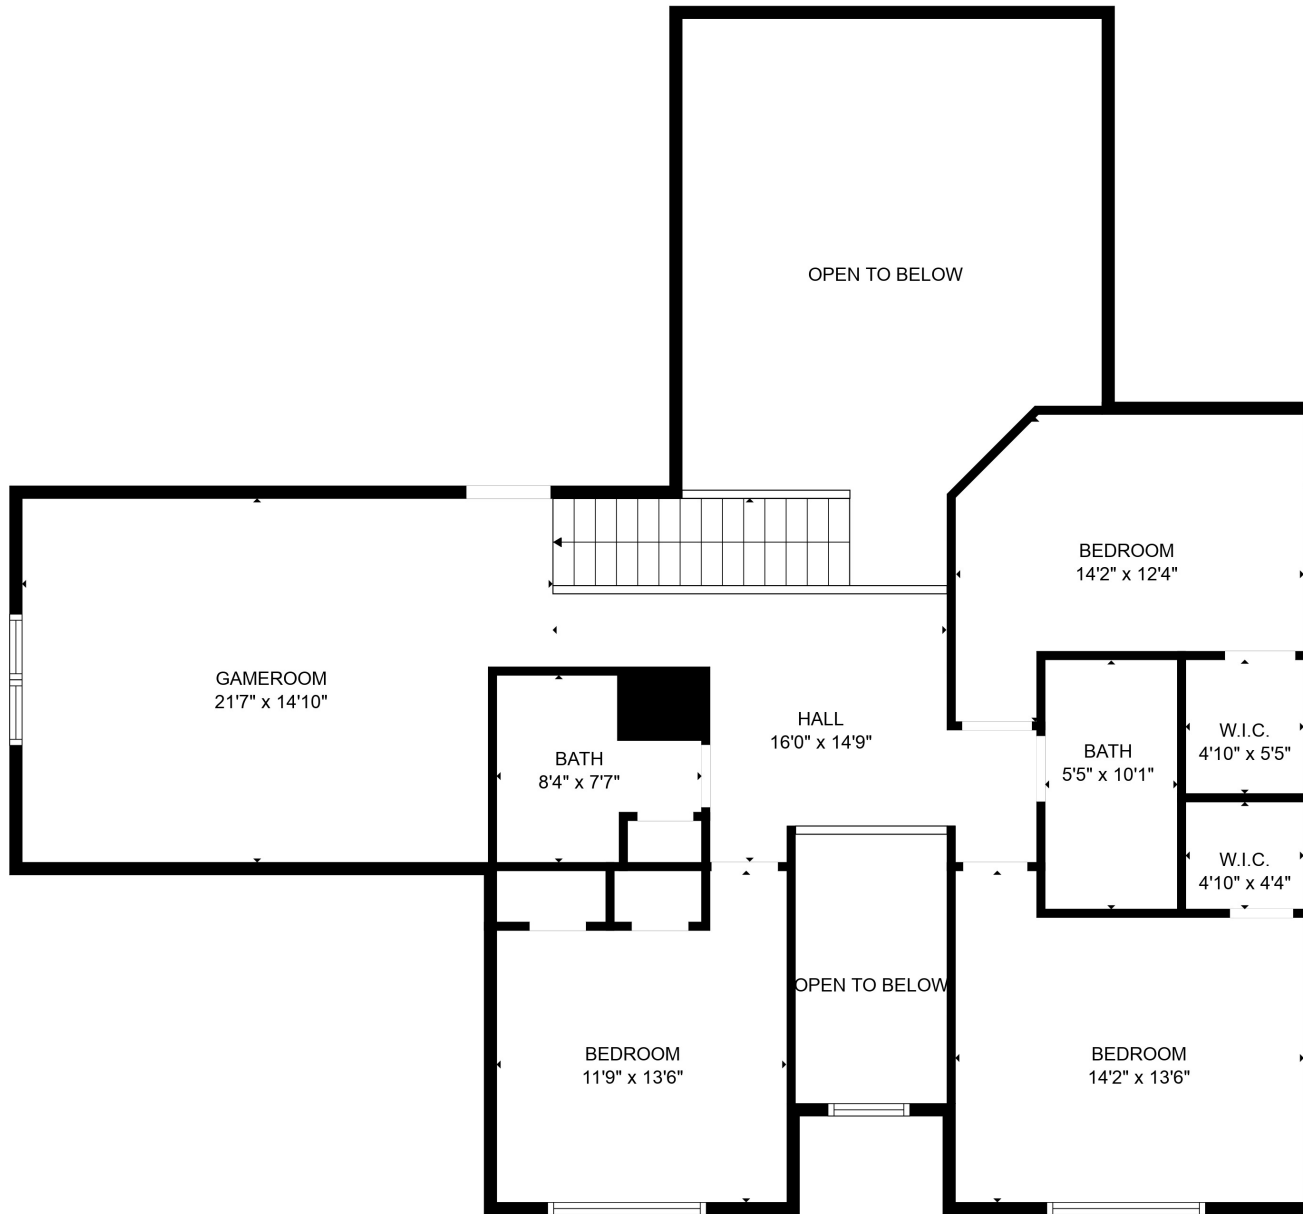 OPEN TO BELOW
BEDROOM
14'2" x 12'4"
GAMEROOM
21'7" x 14'10"
HALL
16'0" x 14'9"
BATH
8'4" x 7'7"
BATH
5'5" x 10'1"
W.I.C.
4'10" x 5'5"
W.I.C.
4'10" x 4'4"
OPEN TO BELOW
BEDROOM
11'9" x 13'6"
BEDROOM
14'2" x 13'6"